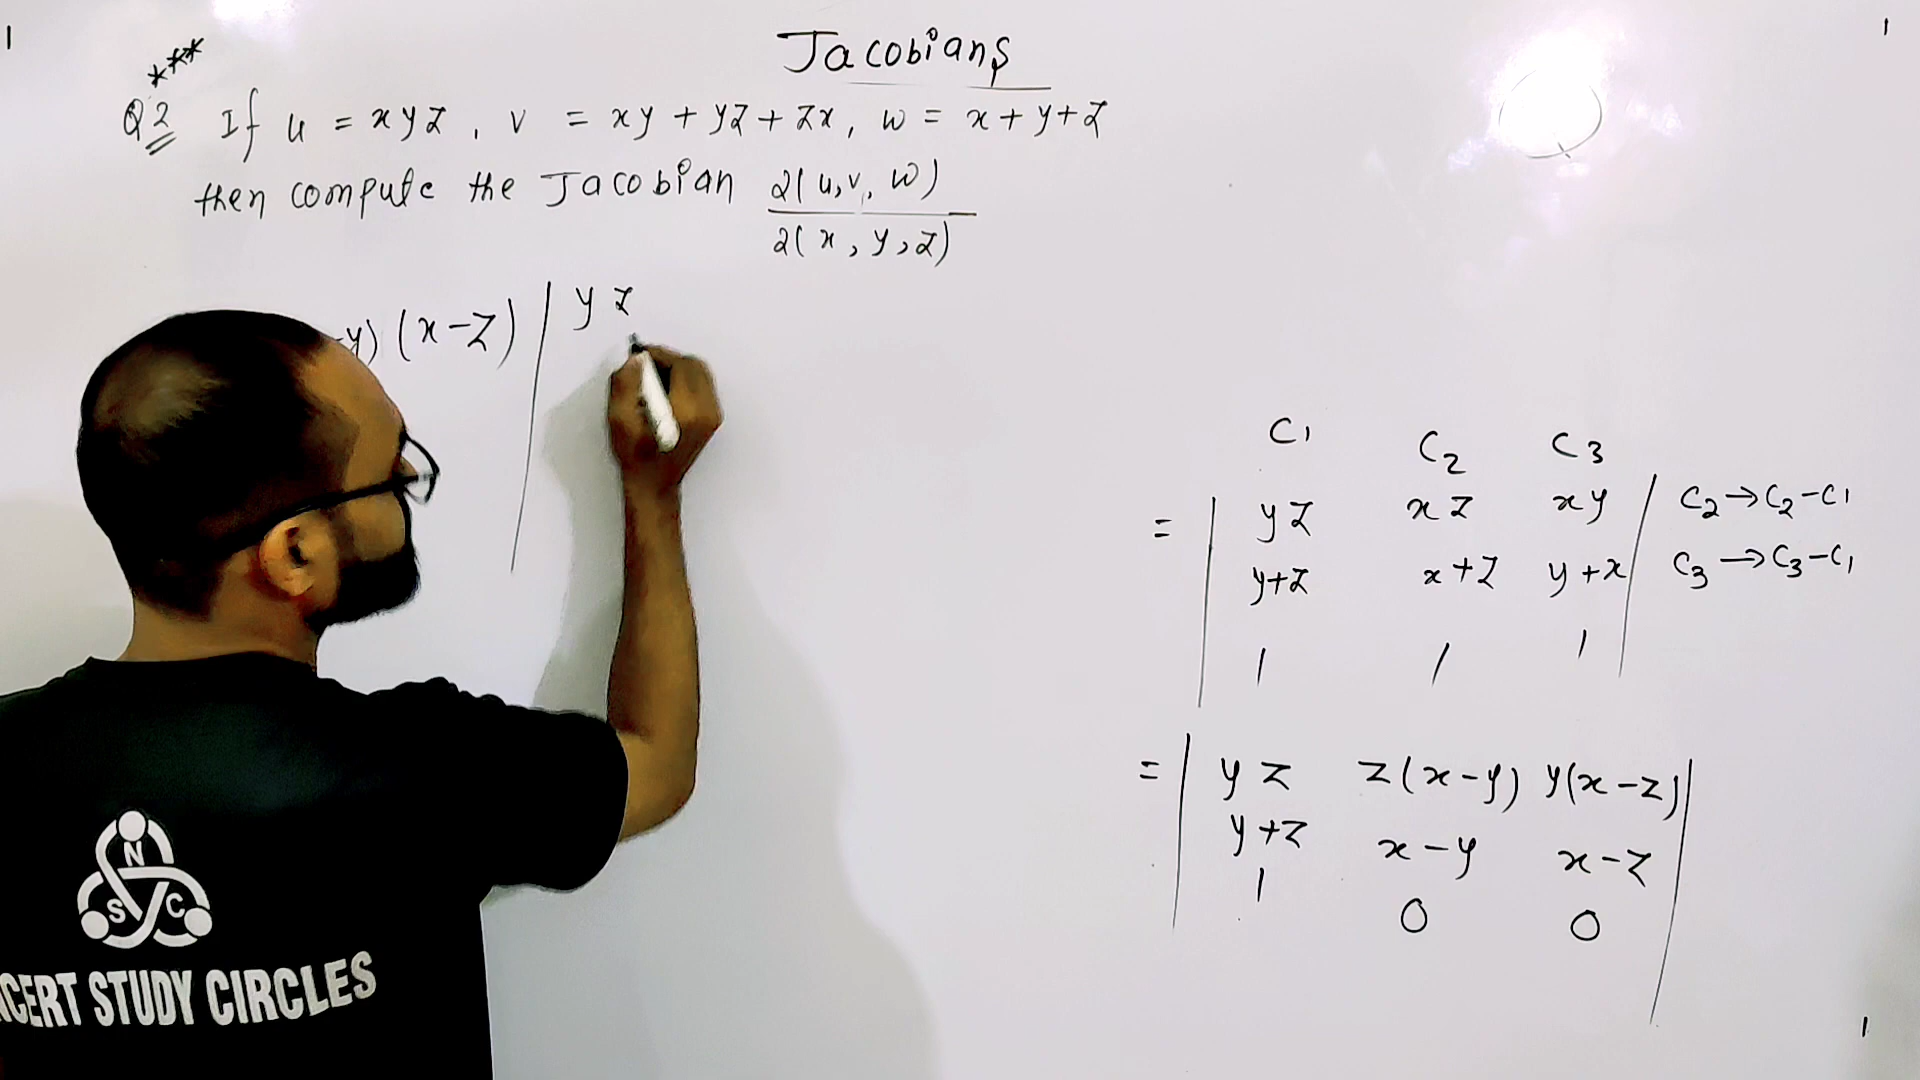 Jacobians
***
Q2 If u = xyz, v = xy + yz + zx, w = x + y + z
then compute the Jacobian ∂(u,v,w)
∂(x,y,z)
-y) (x-z) | yz
C1 C2 C3
= | yz xz xy | C2→C2-C1
y+z x+z y+x | C3→C3-C1
1 1 1
= | yz z(x-y) y(x-z) |
y+z x-y x-z
1 0 0
N
S C
NCERT STUDY CIRCLES